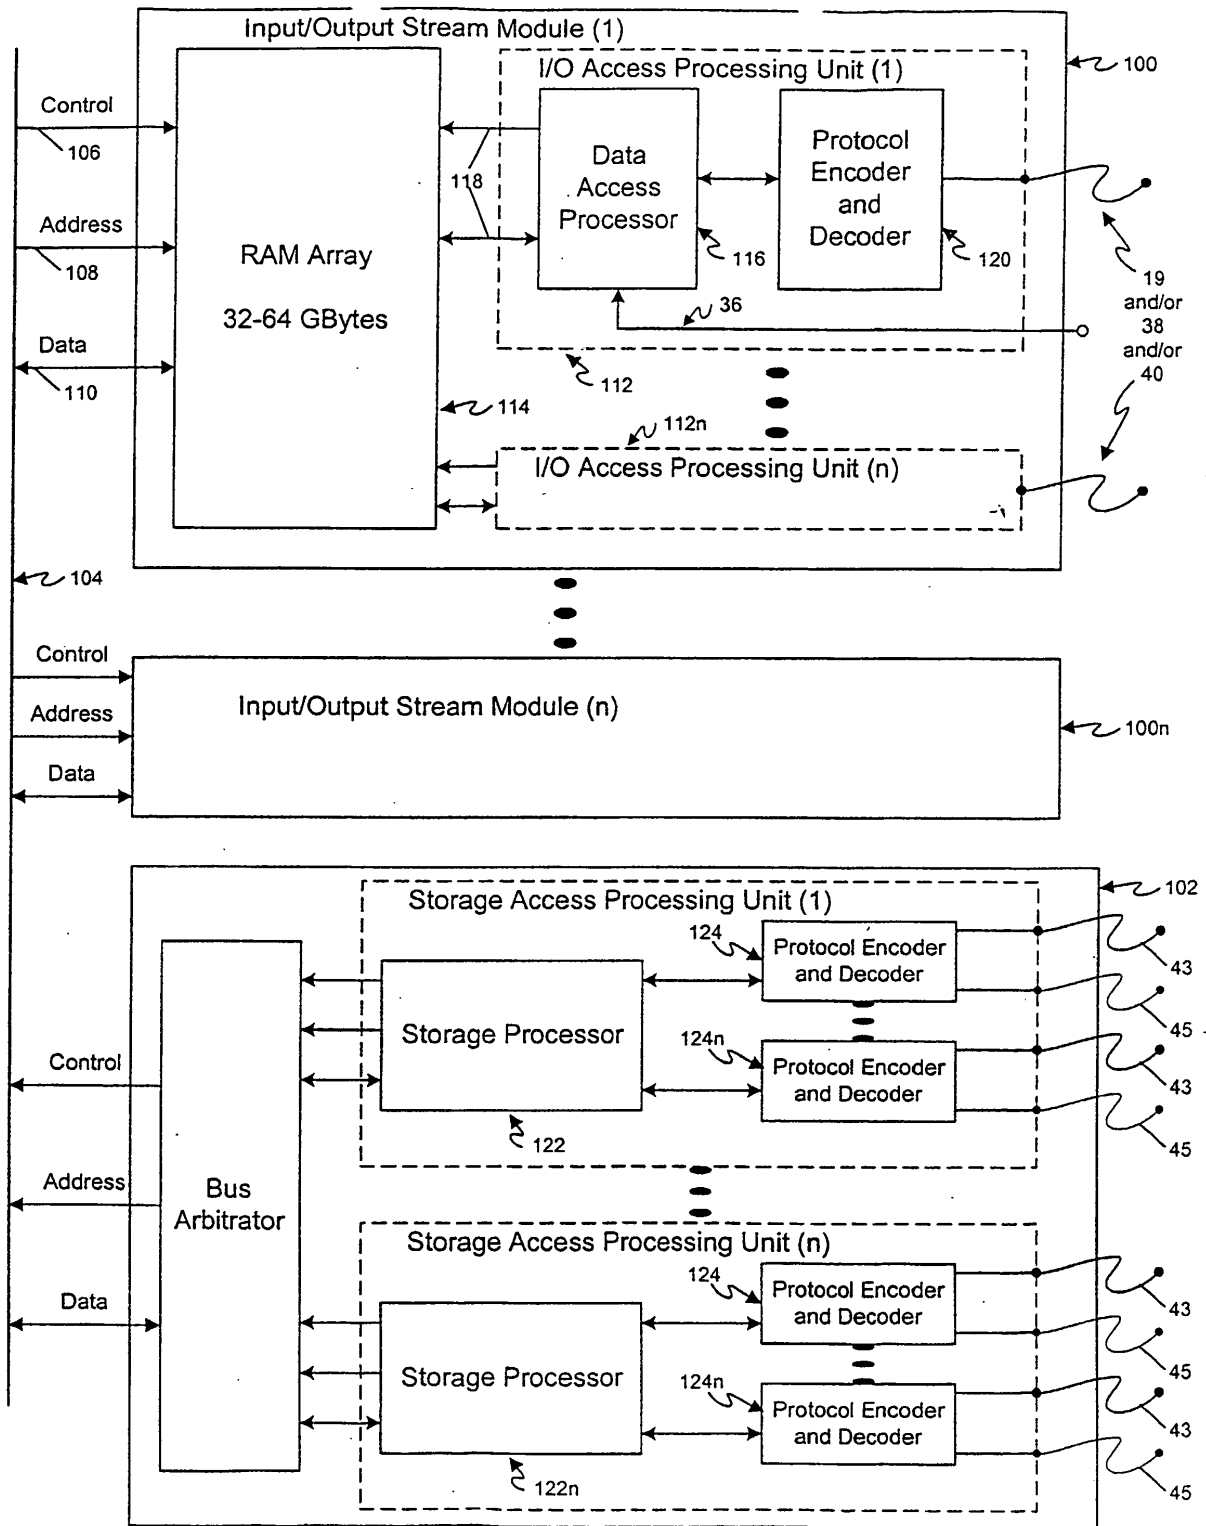 Input/Output Stream Module (1)
I/O Access Processing Unit (1)
100
Control
106
118
Data
Access
Processor
Protocol
Encoder
and
Decoder
Address
108
RAM Array
32-64 GBytes
116
120
19
and/or
38
and/or
40
36
Data
110
112
114
112n
I/O Access Processing Unit (n)
104
Control
Address
Data
Input/Output Stream Module (n)
100n
102
Storage Access Processing Unit (1)
124
Protocol Encoder
and Decoder
43
45
Storage Processor
124n
Protocol Encoder
and Decoder
43
45
122
Control
Address
Data
Bus
Arbitrator
Storage Access Processing Unit (n)
124
Protocol Encoder
and Decoder
43
45
Storage Processor
124n
Protocol Encoder
and Decoder
43
45
122n